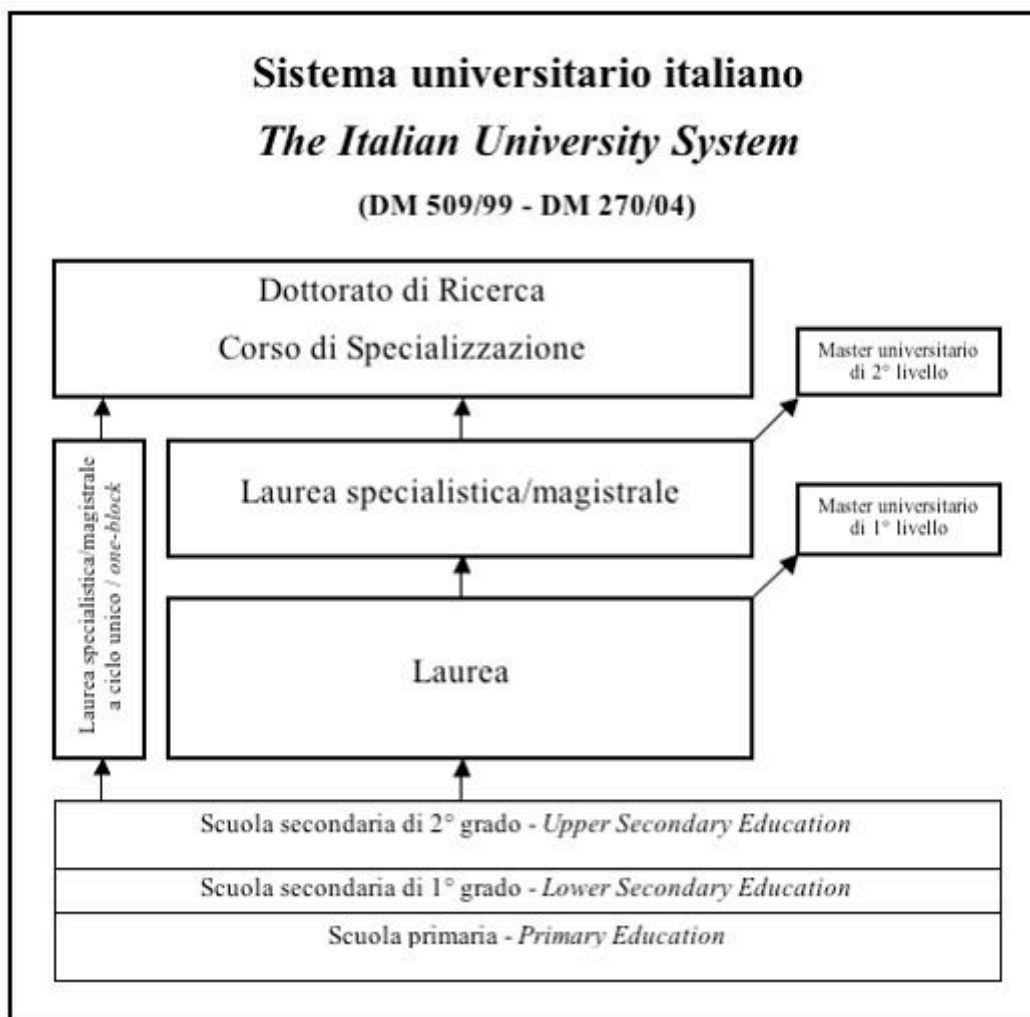 Sistema universitario italiano
The Italian University System
(DM 509/99 - DM 270/04)
Dottorato di Ricerca
Corso di Specializzazione
Master universitario
di 2° livello
Laurea specialistica/magistrale
a ciclo unico / one-block
Laurea specialistica/magistrale
Master universitario
di 1° livello
Laurea
Scuola secondaria di 2° grado - Upper Secondary Education
Scuola secondaria di 1° grado - Lower Secondary Education
Scuola primaria - Primary Education